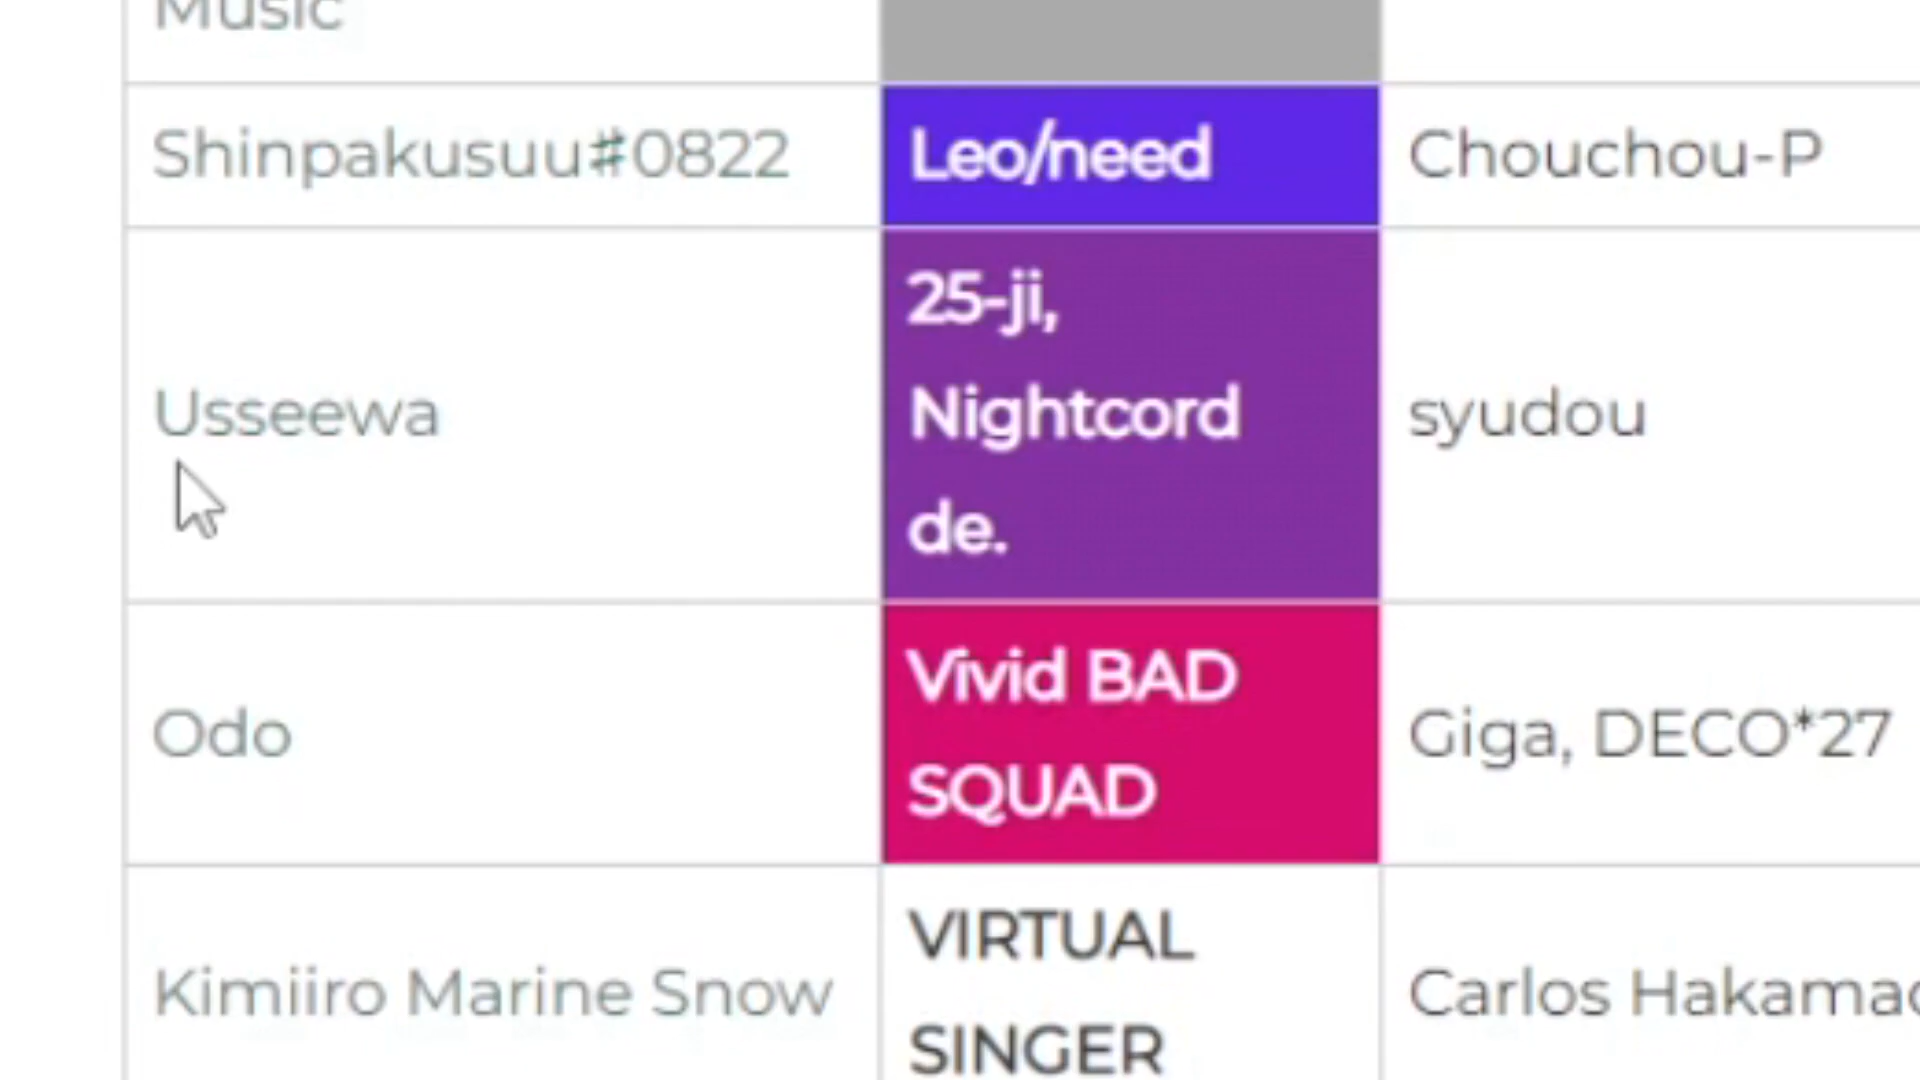 Music
Shinpakusuu♯0822
Leo/need
Chouchou-P
Usseewa
25-ji,
Nightcord
de.
syudou
Odo
Vivid BAD
SQUAD
Giga, DECO*27
Kimiiro Marine Snow
VIRTUAL
SINGER
Carlos